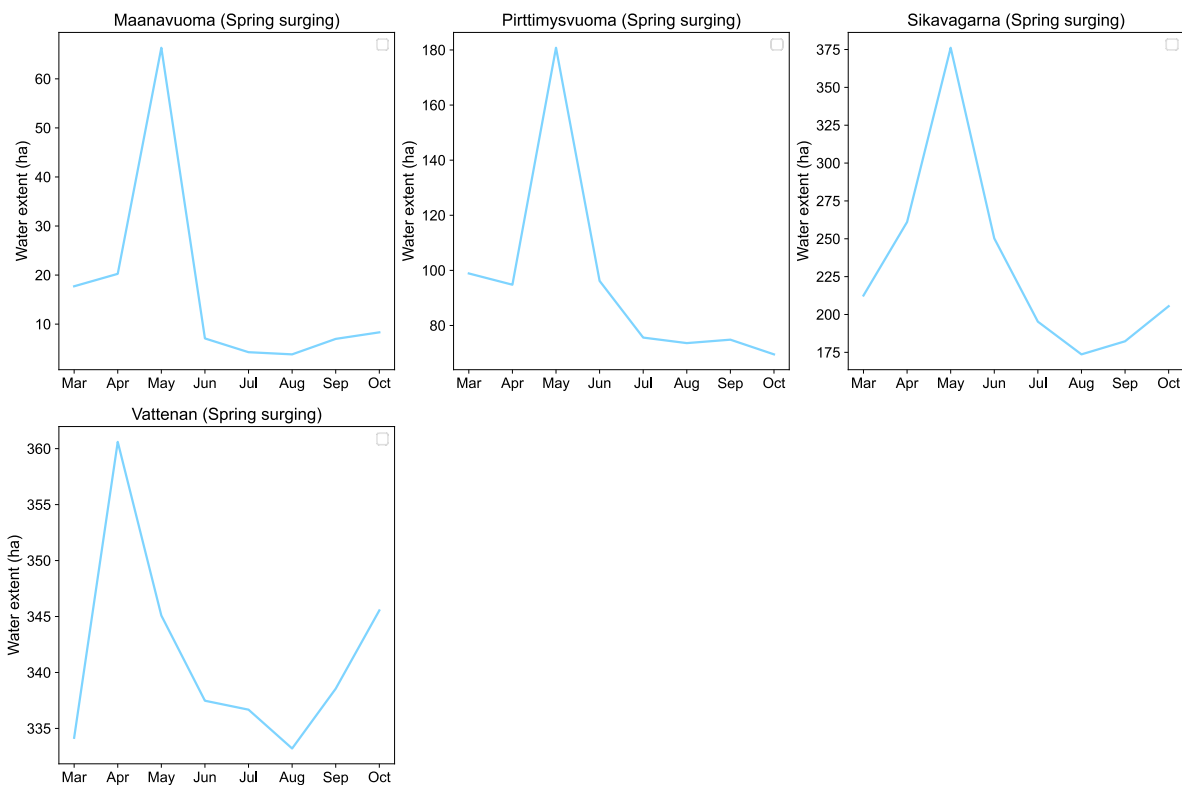 Maanavuoma (Spring surging)
Water extent (ha)
60
50
40
30
20
10
Mar Apr May Jun Jul Aug Sep Oct
Pirttimysvuoma (Spring surging)
Water extent (ha)
180
160
140
120
100
80
Mar Apr May Jun Jul Aug Sep Oct
Sikavagarna (Spring surging)
Water extent (ha)
375
350
325
300
275
250
225
200
175
Mar Apr May Jun Jul Aug Sep Oct
Vattenan (Spring surging)
Water extent (ha)
360
355
350
345
340
335
Mar Apr May Jun Jul Aug Sep Oct